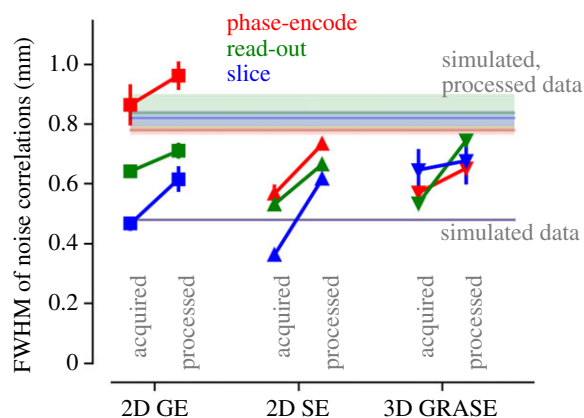 phase-encode
read-out
slice
simulated,
processed data
simulated data
FWHM of noise correlations (mm)
1.0
0.8
0.6
0.4
0.2
0
acquired
processed
acquired
processed
acquired
processed
2D GE
2D SE
3D GRASE